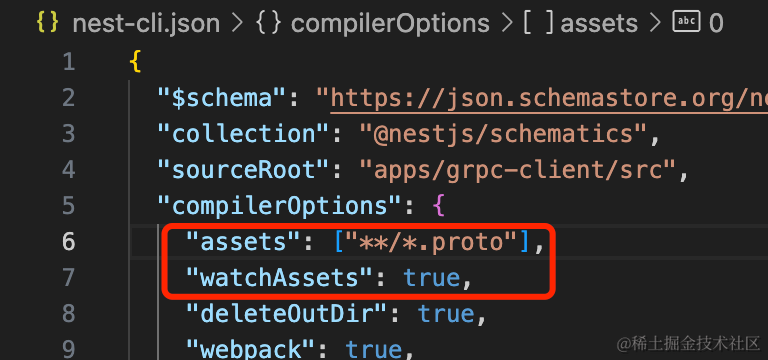 {} nest-cli.json > {} compilerOptions > [ ] assets > abc 0
1 {
2 "$schema": "https://json.schemastore.org/ne
3 "collection": "@nestjs/schematics",
4 "sourceRoot": "apps/grpc-client/src",
5 "compilerOptions": {
6 "assets": ["**/*.proto"],
7 "watchAssets": true,
8 "deleteOutDir": true,
9 "webpack": true,
@稀土掘金技术社区